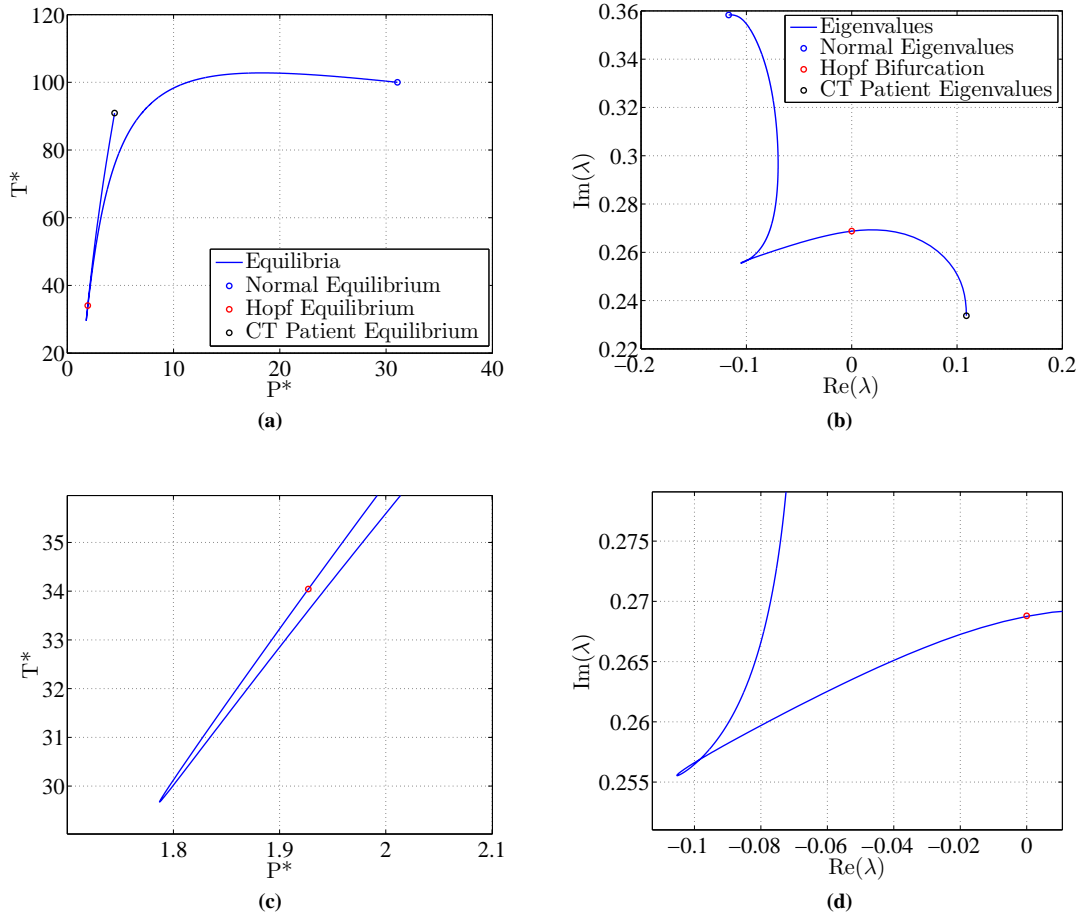 120
100
80
60
40
20
T*
0
10
20
30
40
P*
Equilibria
Normal Equilibrium
Hopf Equilibrium
CT Patient Equilibrium
(a)
0.36
0.34
0.32
0.3
0.28
0.26
0.24
0.22
Im(λ)
−0.2
−0.1
0
0.1
0.2
Re(λ)
Eigenvalues
Normal Eigenvalues
Hopf Bifurcation
CT Patient Eigenvalues
(b)
35
34
33
32
31
30
T*
1.8
1.9
2
2.1
P*
(c)
0.275
0.27
0.265
0.26
0.255
Im(λ)
−0.1
−0.08
−0.06
−0.04
−0.02
0
Re(λ)
(d)